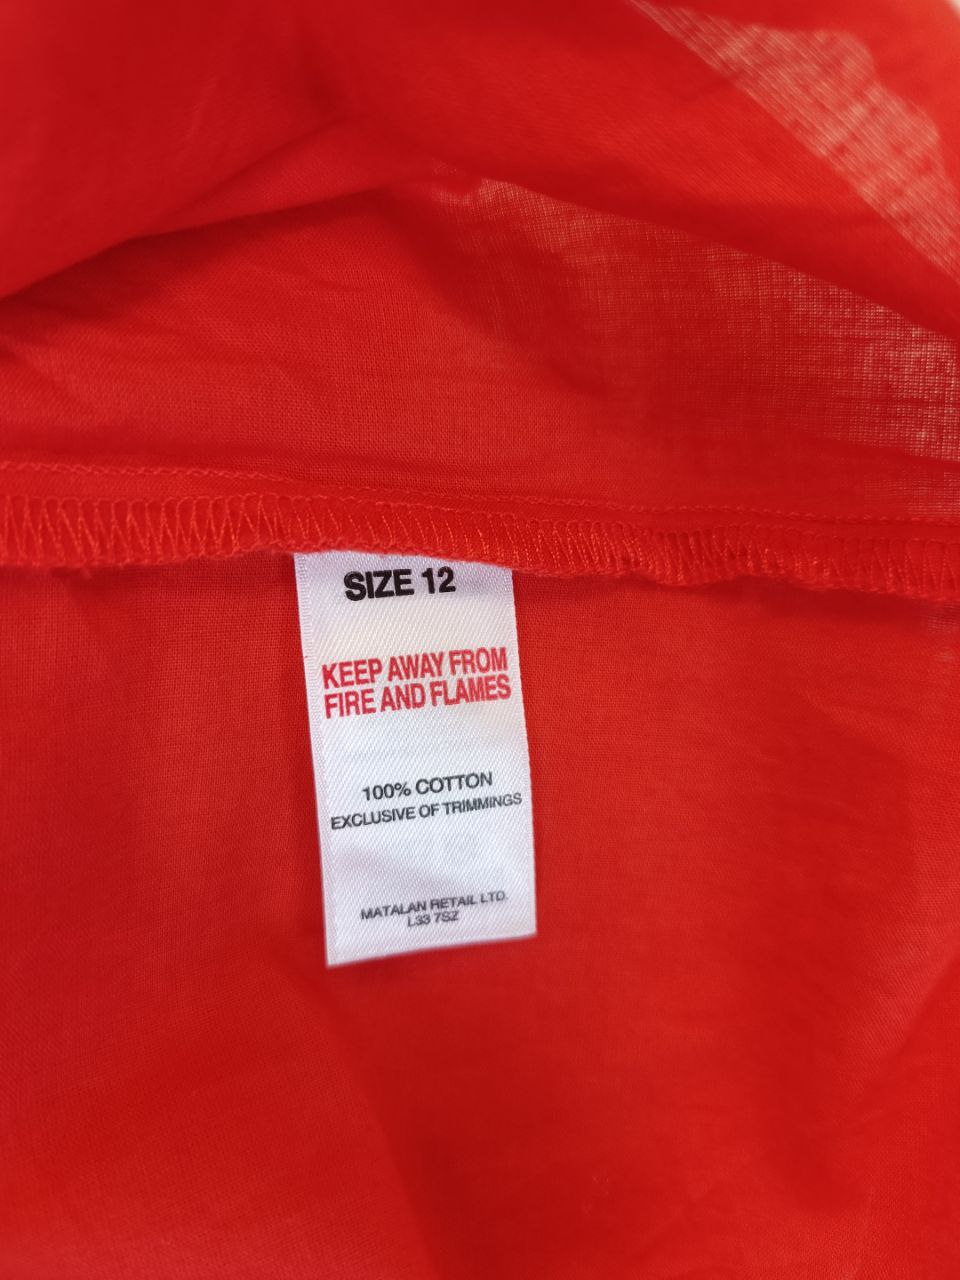 SIZE 12
KEEP AWAY FROM
FIRE AND FLAMES
100% COTTON
EXCLUSIVE OF TRIMMINGS
MATALAN RETAIL LTD.
L33 7SZ